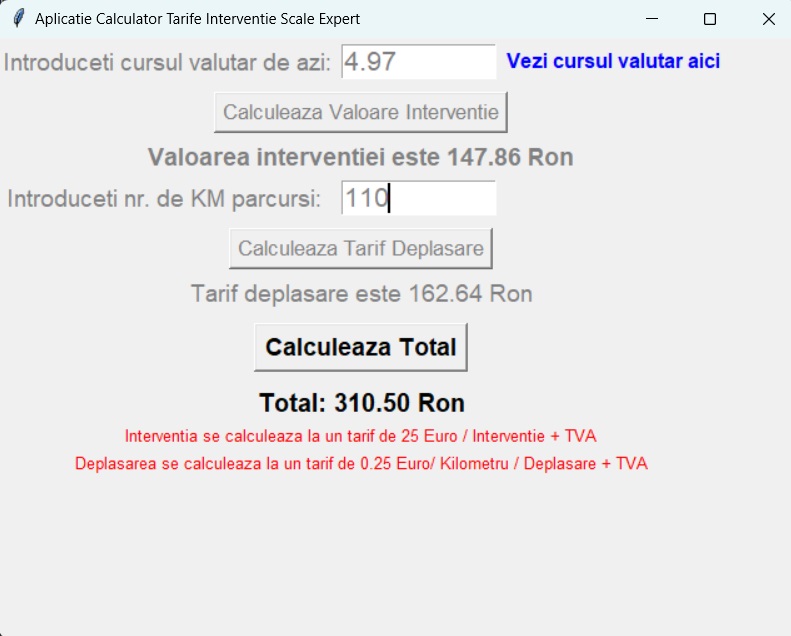 Aplicatie Calculator Tarife Interventie Scale Expert
Introduceti cursul valutar de azi: 4.97 Vezi cursul valutar aici
Calculeaza Valoare Interventie
Valoarea interventiei este 147.86 Ron
Introduceti nr. de KM parcursi: 110
Calculeaza Tarif Deplasare
Tarif deplasare este 162.64 Ron
Calculeaza Total
Total: 310.50 Ron
Interventia se calculeaza la un tarif de 25 Euro / Interventie + TVA
Deplasarea se calculeaza la un tarif de 0.25 Euro/ Kilometru / Deplasare + TVA